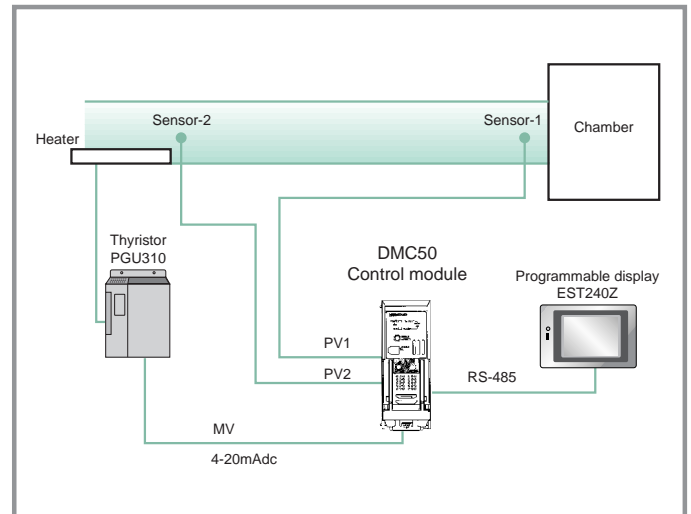 Sensor-2
Sensor-1
Chamber
Heater
Thyristor
PGU310
DMC50
Control module
Programmable display
EST240Z
PV1
PV2
RS-485
MV
4-20mAdc